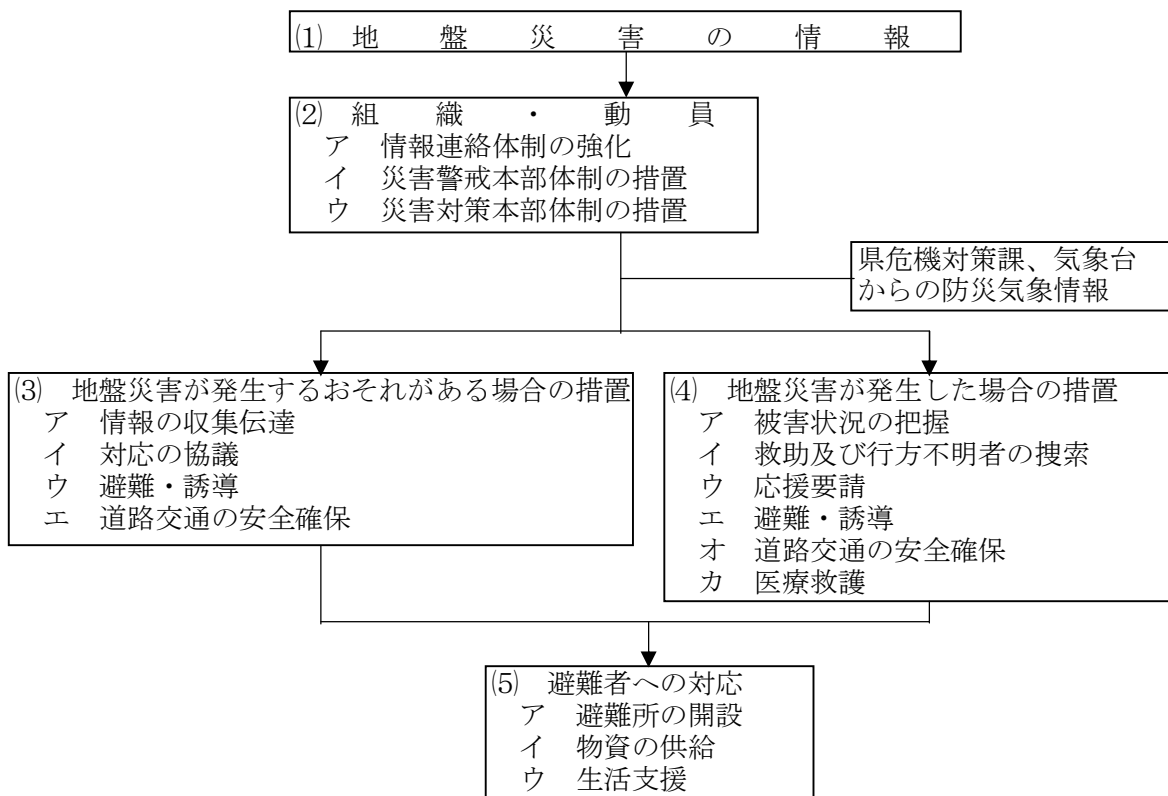 ⑴ 地盤災害の情報
⑵ 組織・動員
ア 情報連絡体制の強化
イ 災害警戒本部体制の措置
ウ 災害対策本部体制の措置
県危機対策課、気象台
からの防災気象情報
⑶ 地盤災害が発生するおそれがある場合の措置
ア 情報の収集伝達
イ 対応の協議
ウ 避難・誘導
エ 道路交通の安全確保
⑷ 地盤災害が発生した場合の措置
ア 被害状況の把握
イ 救助及び行方不明者の捜索
ウ 応援要請
エ 避難・誘導
オ 道路交通の安全確保
カ 医療救護
⑸ 避難者への対応
ア 避難所の開設
イ 物資の供給
ウ 生活支援